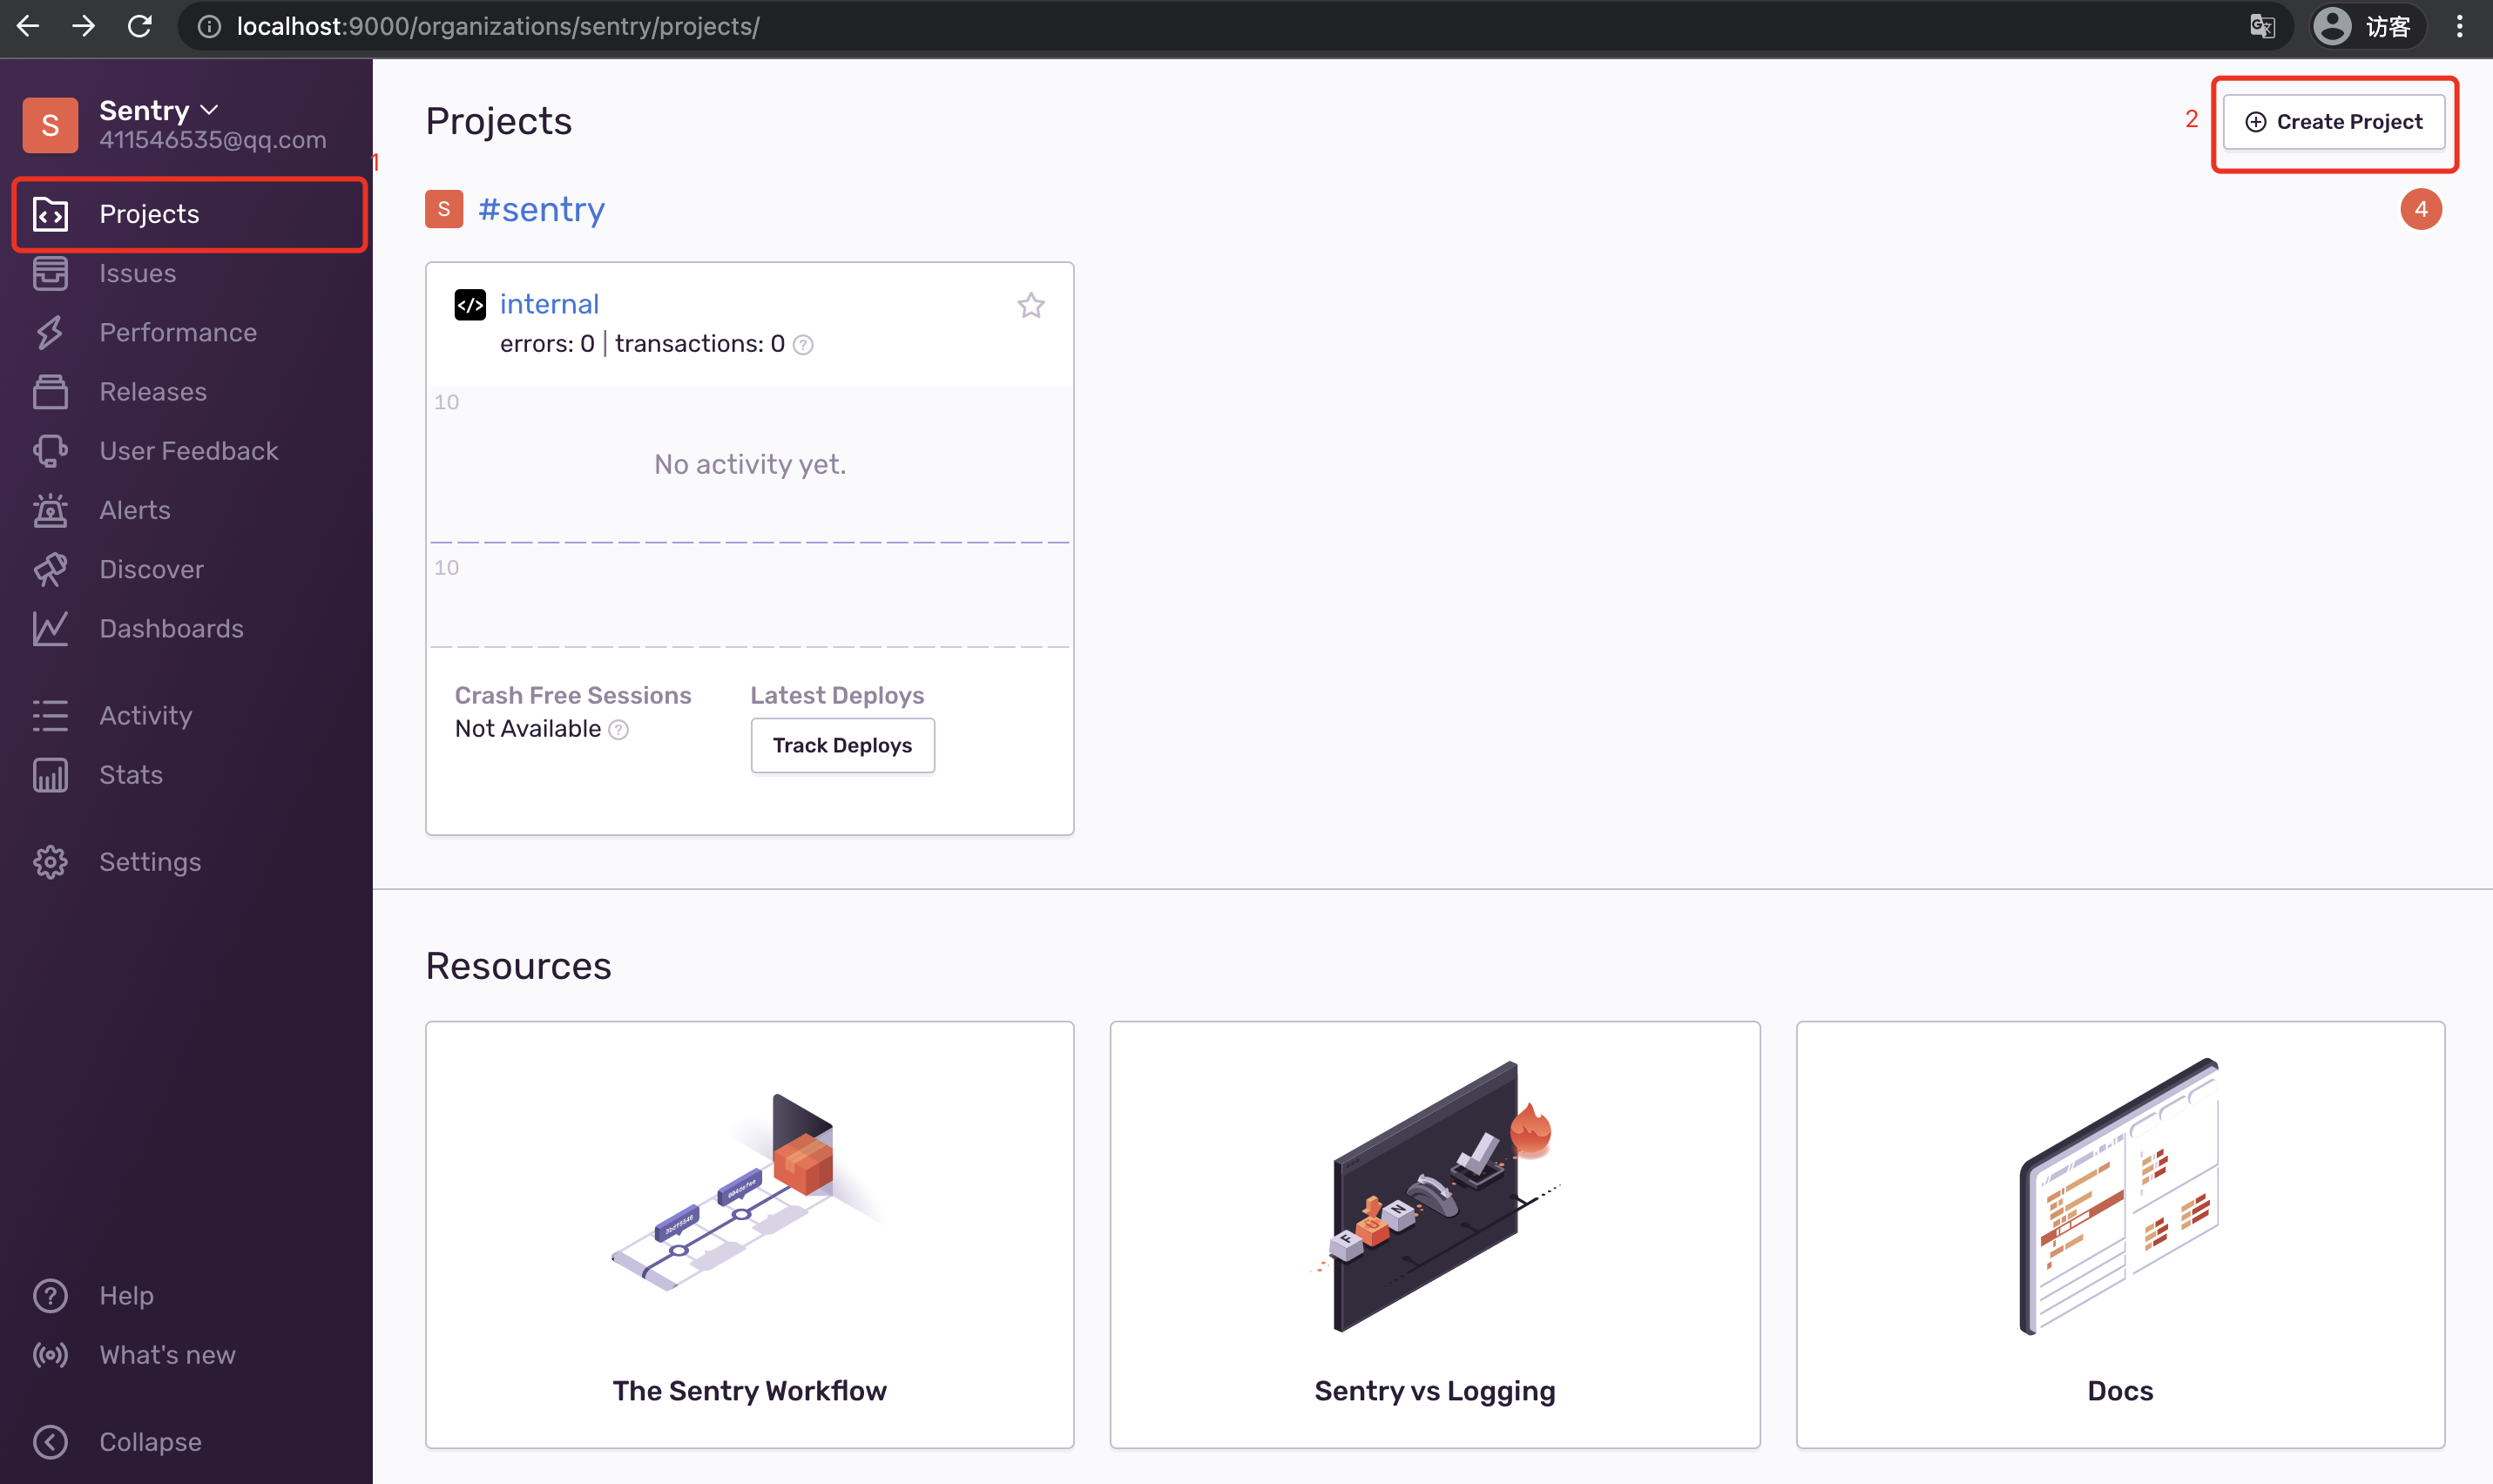 localhost:9000/organizations/sentry/projects/
访客
S
Sentry
411546535@qq.com
1
Projects
Issues
Performance
Releases
User Feedback
Alerts
Discover
Dashboards
Activity
Stats
Settings
Help
What's new
Collapse
Projects
2
Create Project
S
#sentry
4
internal
errors: 0 | transactions: 0
10
No activity yet.
10
Crash Free Sessions
Latest Deploys
Not Available
Track Deploys
Resources
The Sentry Workflow
Sentry vs Logging
Docs